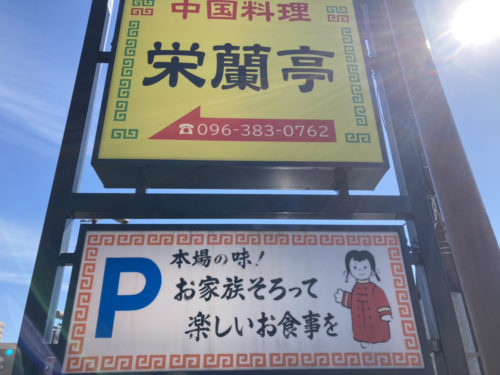 中国料理
栄蘭亭
☎096-383-0762
P
本場の味!
お家族そろって
楽しいお食事を